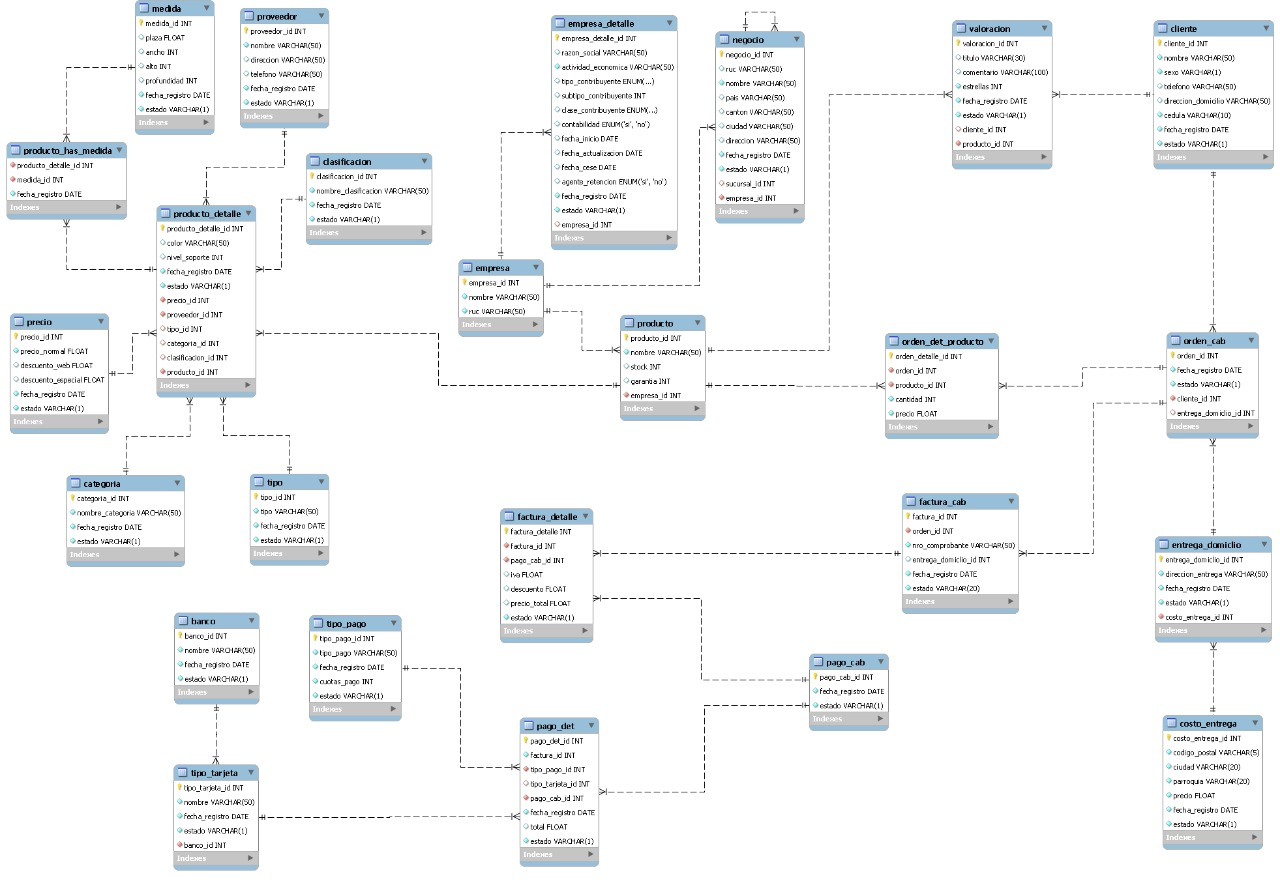 medida
medida_id INT
plaza FLOAT
ancho INT
alto INT
profundidad INT
fecha_registro DATE
estado VARCHAR(1)
Indexes
proveedor
proveedor_id INT
nombre VARCHAR(50)
direccion VARCHAR(50)
telefono VARCHAR(50)
fecha_registro DATE
estado VARCHAR(1)
Indexes
empresa_detalle
empresa_detalle_id INT
razon_social VARCHAR(50)
actividad_economica VARCHAR(50)
tipo_contribuyente ENUM(...)
subtipo_contribuyente INT
clase_contribuyente ENUM(...)
contabilidad ENUM('si', 'no')
fecha_inicio DATE
fecha_actualizacion DATE
fecha_cese DATE
agente_retencion ENUM('si', 'no')
fecha_registro DATE
estado VARCHAR(1)
empresa_id INT
Indexes
negocio
negocio_id INT
ruc VARCHAR(50)
nombre VARCHAR(50)
pais VARCHAR(50)
canton VARCHAR(50)
ciudad VARCHAR(50)
direccion VARCHAR(50)
fecha_registro DATE
estado VARCHAR(1)
sucursal_id INT
empresa_id INT
Indexes
valoracion
valoracion_id INT
titulo VARCHAR(30)
comentario VARCHAR(100)
estrellas INT
fecha_registro DATE
estado VARCHAR(1)
cliente_id INT
producto_id INT
Indexes
cliente
cliente_id INT
nombre VARCHAR(50)
sexo VARCHAR(1)
telefono VARCHAR(50)
direccion_domicilio VARCHAR(50)
cedula VARCHAR(10)
fecha_registro DATE
estado VARCHAR(1)
Indexes
producto_has_medida
producto_detalle_id INT
medida_id INT
fecha_registro DATE
Indexes
clasificacion
clasificacion_id INT
nombre_clasificacion VARCHAR(50)
fecha_registro DATE
estado VARCHAR(1)
Indexes
producto_detalle
producto_detalle_id INT
color VARCHAR(50)
nivel_soporte INT
fecha_registro DATE
estado VARCHAR(1)
precio_id INT
proveedor_id INT
tipo_id INT
categoria_id INT
clasificacion_id INT
producto_id INT
Indexes
empresa
empresa_id INT
nombre VARCHAR(50)
ruc VARCHAR(50)
Indexes
precio
precio_id INT
precio_normal FLOAT
descuento_web FLOAT
descuento_especial FLOAT
fecha_registro DATE
estado VARCHAR(1)
Indexes
producto
producto_id INT
nombre VARCHAR(50)
stock INT
garantia INT
empresa_id INT
Indexes
orden_det_producto
orden_detalle_id INT
orden_id INT
producto_id INT
cantidad INT
precio FLOAT
Indexes
orden_cab
orden_id INT
fecha_registro DATE
estado VARCHAR(1)
cliente_id INT
entrega_domicilio_id INT
Indexes
categoria
categoria_id INT
nombre_categoria VARCHAR(50)
fecha_registro DATE
estado VARCHAR(1)
Indexes
tipo
tipo_id INT
tipo VARCHAR(50)
fecha_registro DATE
estado VARCHAR(1)
Indexes
factura_detalle
factura_detalle INT
factura_id INT
pago_cab_id INT
iva FLOAT
descuento FLOAT
precio_total FLOAT
estado VARCHAR(1)
Indexes
factura_cab
factura_id INT
orden_id INT
nro_comprobante VARCHAR(50)
entrega_domicilio_id INT
fecha_registro DATE
estado VARCHAR(20)
Indexes
entrega_domicilio
entrega_domicilio_id INT
direccion_entrega VARCHAR(50)
fecha_registro DATE
estado VARCHAR(1)
costo_entrega_id INT
Indexes
banco
banco_id INT
nombre VARCHAR(50)
fecha_registro DATE
estado VARCHAR(1)
Indexes
tipo_pago
tipo_pago_id INT
tipo_pago VARCHAR(50)
fecha_registro DATE
cuotas_pago INT
estado VARCHAR(1)
Indexes
pago_cab
pago_cab_id INT
fecha_registro DATE
estado VARCHAR(1)
Indexes
pago_det
pago_det_id INT
factura_id INT
tipo_pago_id INT
tipo_tarjeta_id INT
pago_cab_id INT
fecha_registro DATE
total FLOAT
estado VARCHAR(1)
Indexes
costo_entrega
costo_entrega_id INT
codigo_postal VARCHAR(5)
ciudad VARCHAR(20)
parroquia VARCHAR(20)
precio FLOAT
fecha_registro DATE
estado VARCHAR(1)
Indexes
tipo_tarjeta
tipo_tarjeta_id INT
nombre VARCHAR(50)
fecha_registro DATE
estado VARCHAR(1)
banco_id INT
Indexes